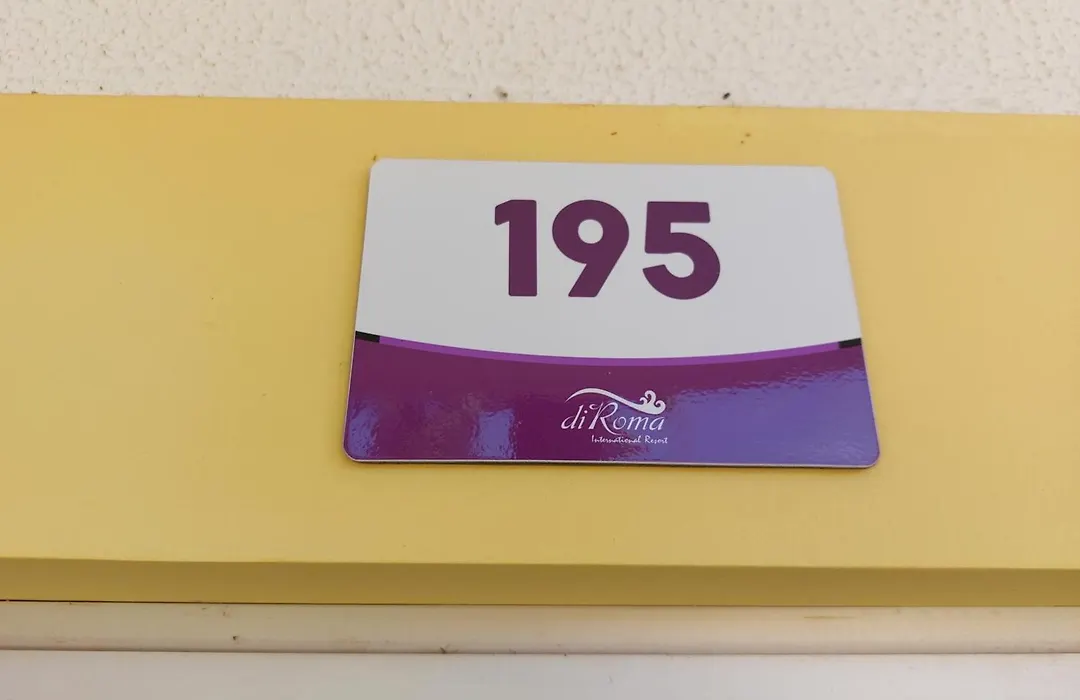 195
diRoma
International Resort